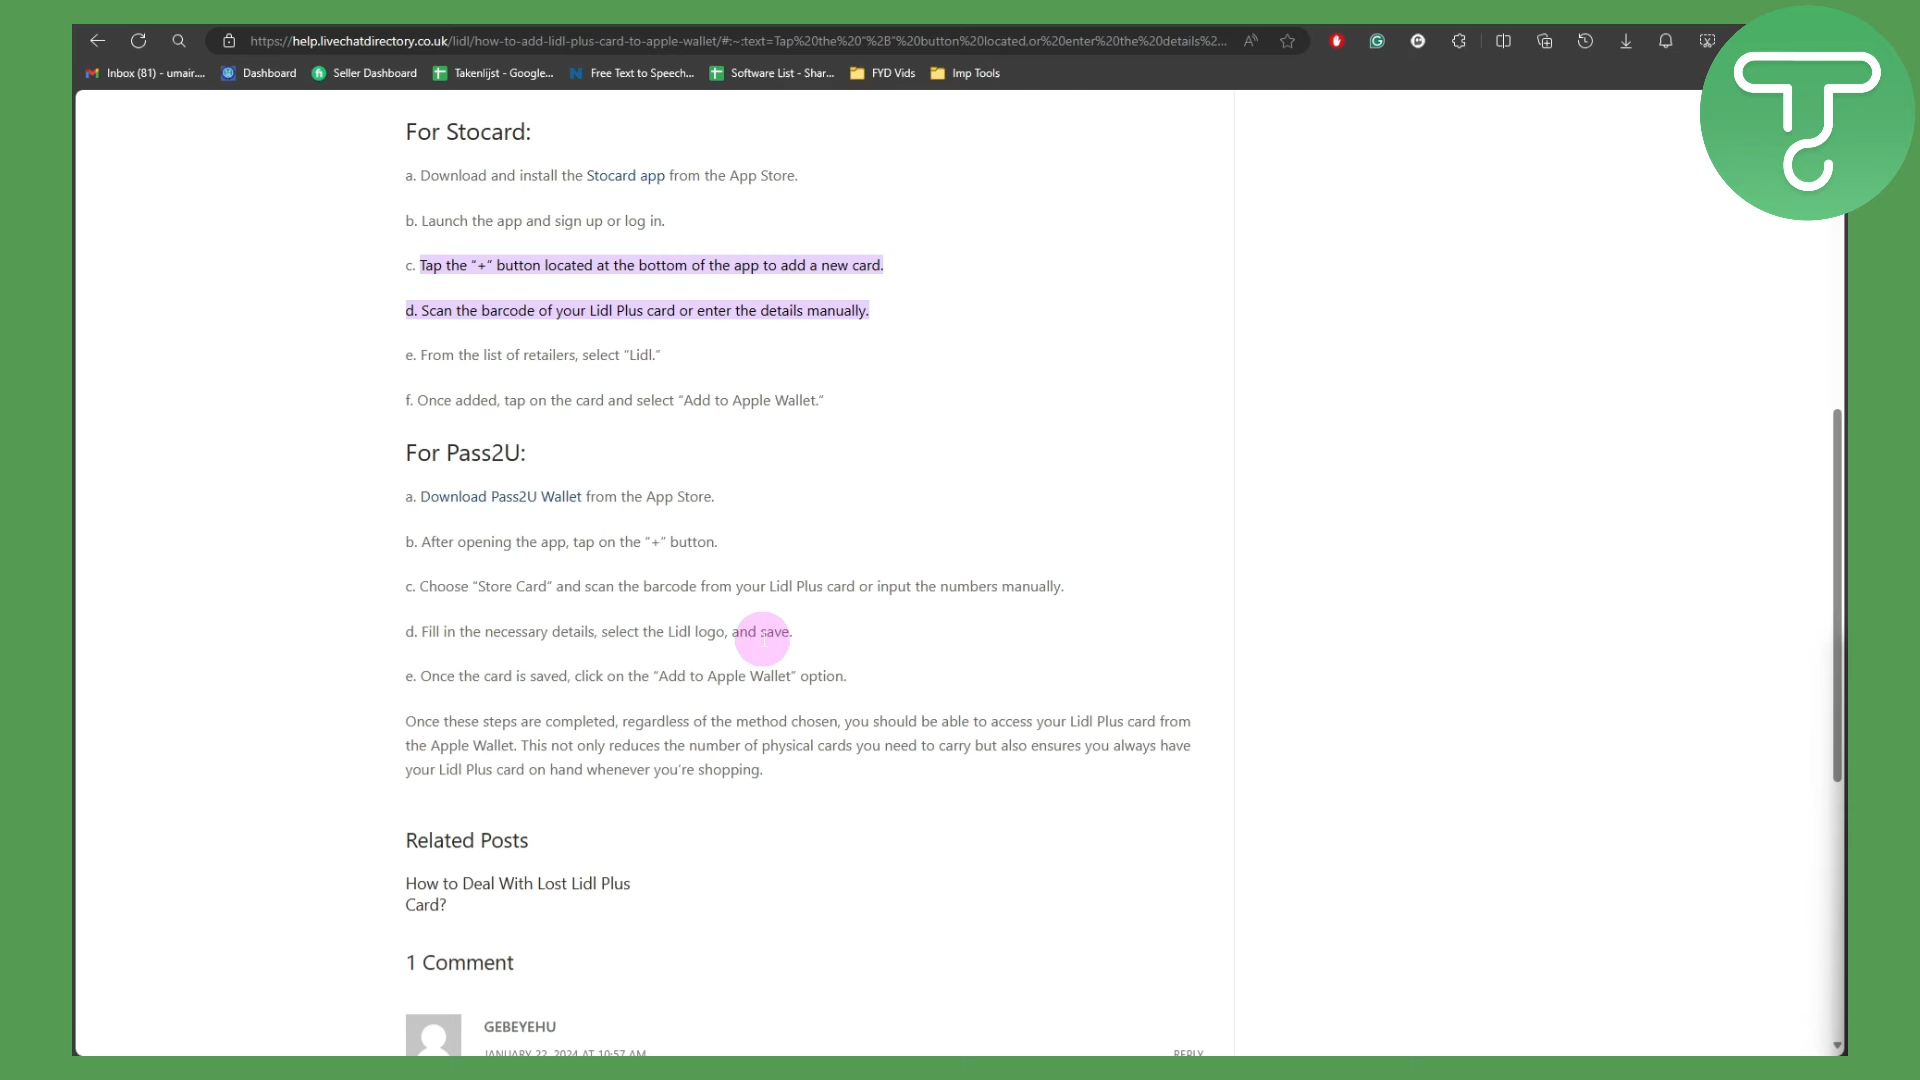 https://help.livechatdirectory.co.uk/lidl/how-to-add-lidl-plus-card-to-apple-wallet/#:~:text=Tap%20the%20"%2B"%20button%20located,or%20enter%20the%20details%2...
Inbox (81) - umair.... Dashboard Seller Dashboard Takenlijst - Google... Free Text to Speech... Software List - Shar... FYD Vids Imp Tools
For Stocard:
a. Download and install the Stocard app from the App Store.
b. Launch the app and sign up or log in.
c. Tap the “+” button located at the bottom of the app to add a new card.
d. Scan the barcode of your Lidl Plus card or enter the details manually.
e. From the list of retailers, select “Lidl.”
f. Once added, tap on the card and select “Add to Apple Wallet.”
For Pass2U:
a. Download Pass2U Wallet from the App Store.
b. After opening the app, tap on the “+” button.
c. Choose “Store Card” and scan the barcode from your Lidl Plus card or input the numbers manually.
d. Fill in the necessary details, select the Lidl logo, and save.
e. Once the card is saved, click on the “Add to Apple Wallet” option.
Once these steps are completed, regardless of the method chosen, you should be able to access your Lidl Plus card from
the Apple Wallet. This not only reduces the number of physical cards you need to carry but also ensures you always have
your Lidl Plus card on hand whenever you’re shopping.
Related Posts
How to Deal With Lost Lidl Plus
Card?
1 Comment
GEBEYEHU
JANUARY 22, 2024 AT 10:57 AM REPLY